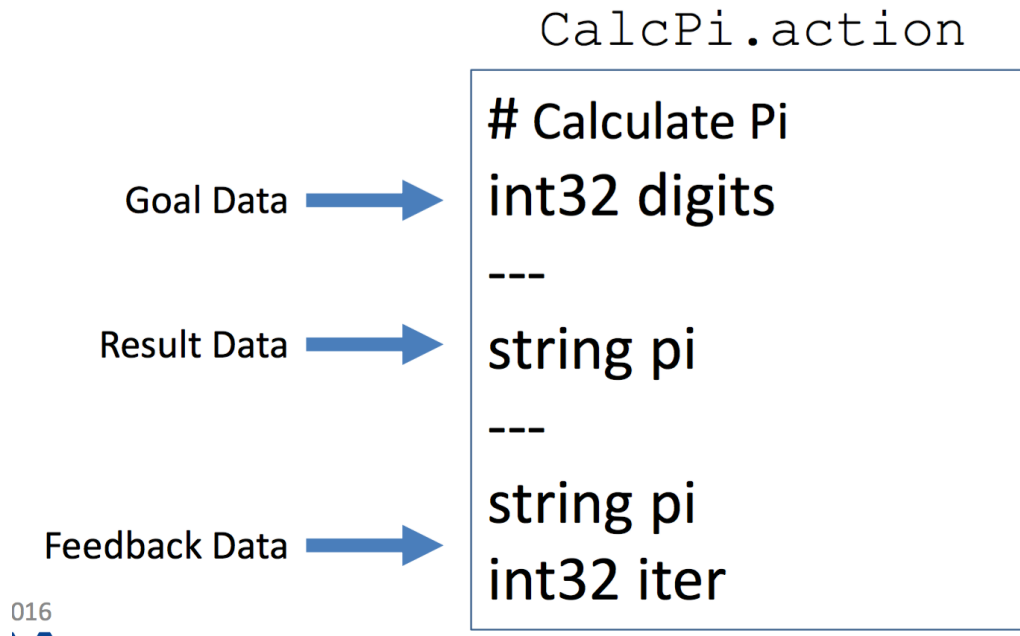 CalcPi.action
# Calculate Pi
Goal Data
int32 digits
---
Result Data
string pi
---
string pi
Feedback Data
int32 iter
016